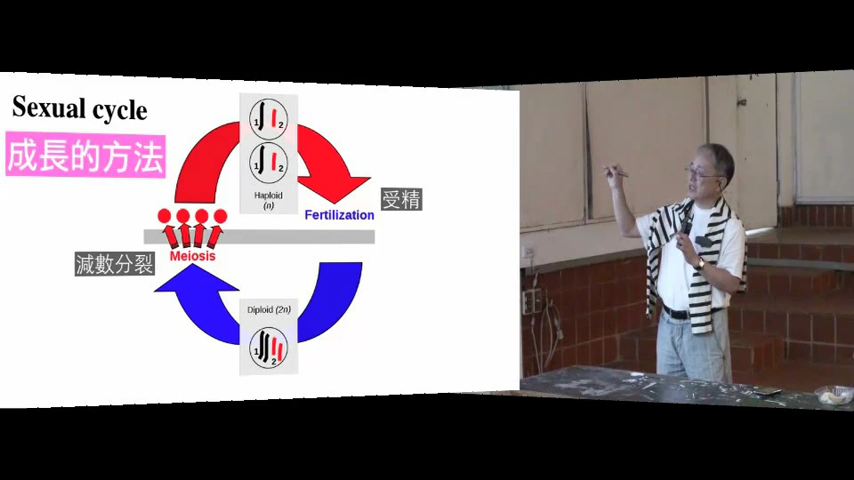 Sexual cycle
成長的方法
1 2
1 2
Haploid
(n)
受精
Fertilization
減數分裂
Meiosis
Diploid (2n)
1
2